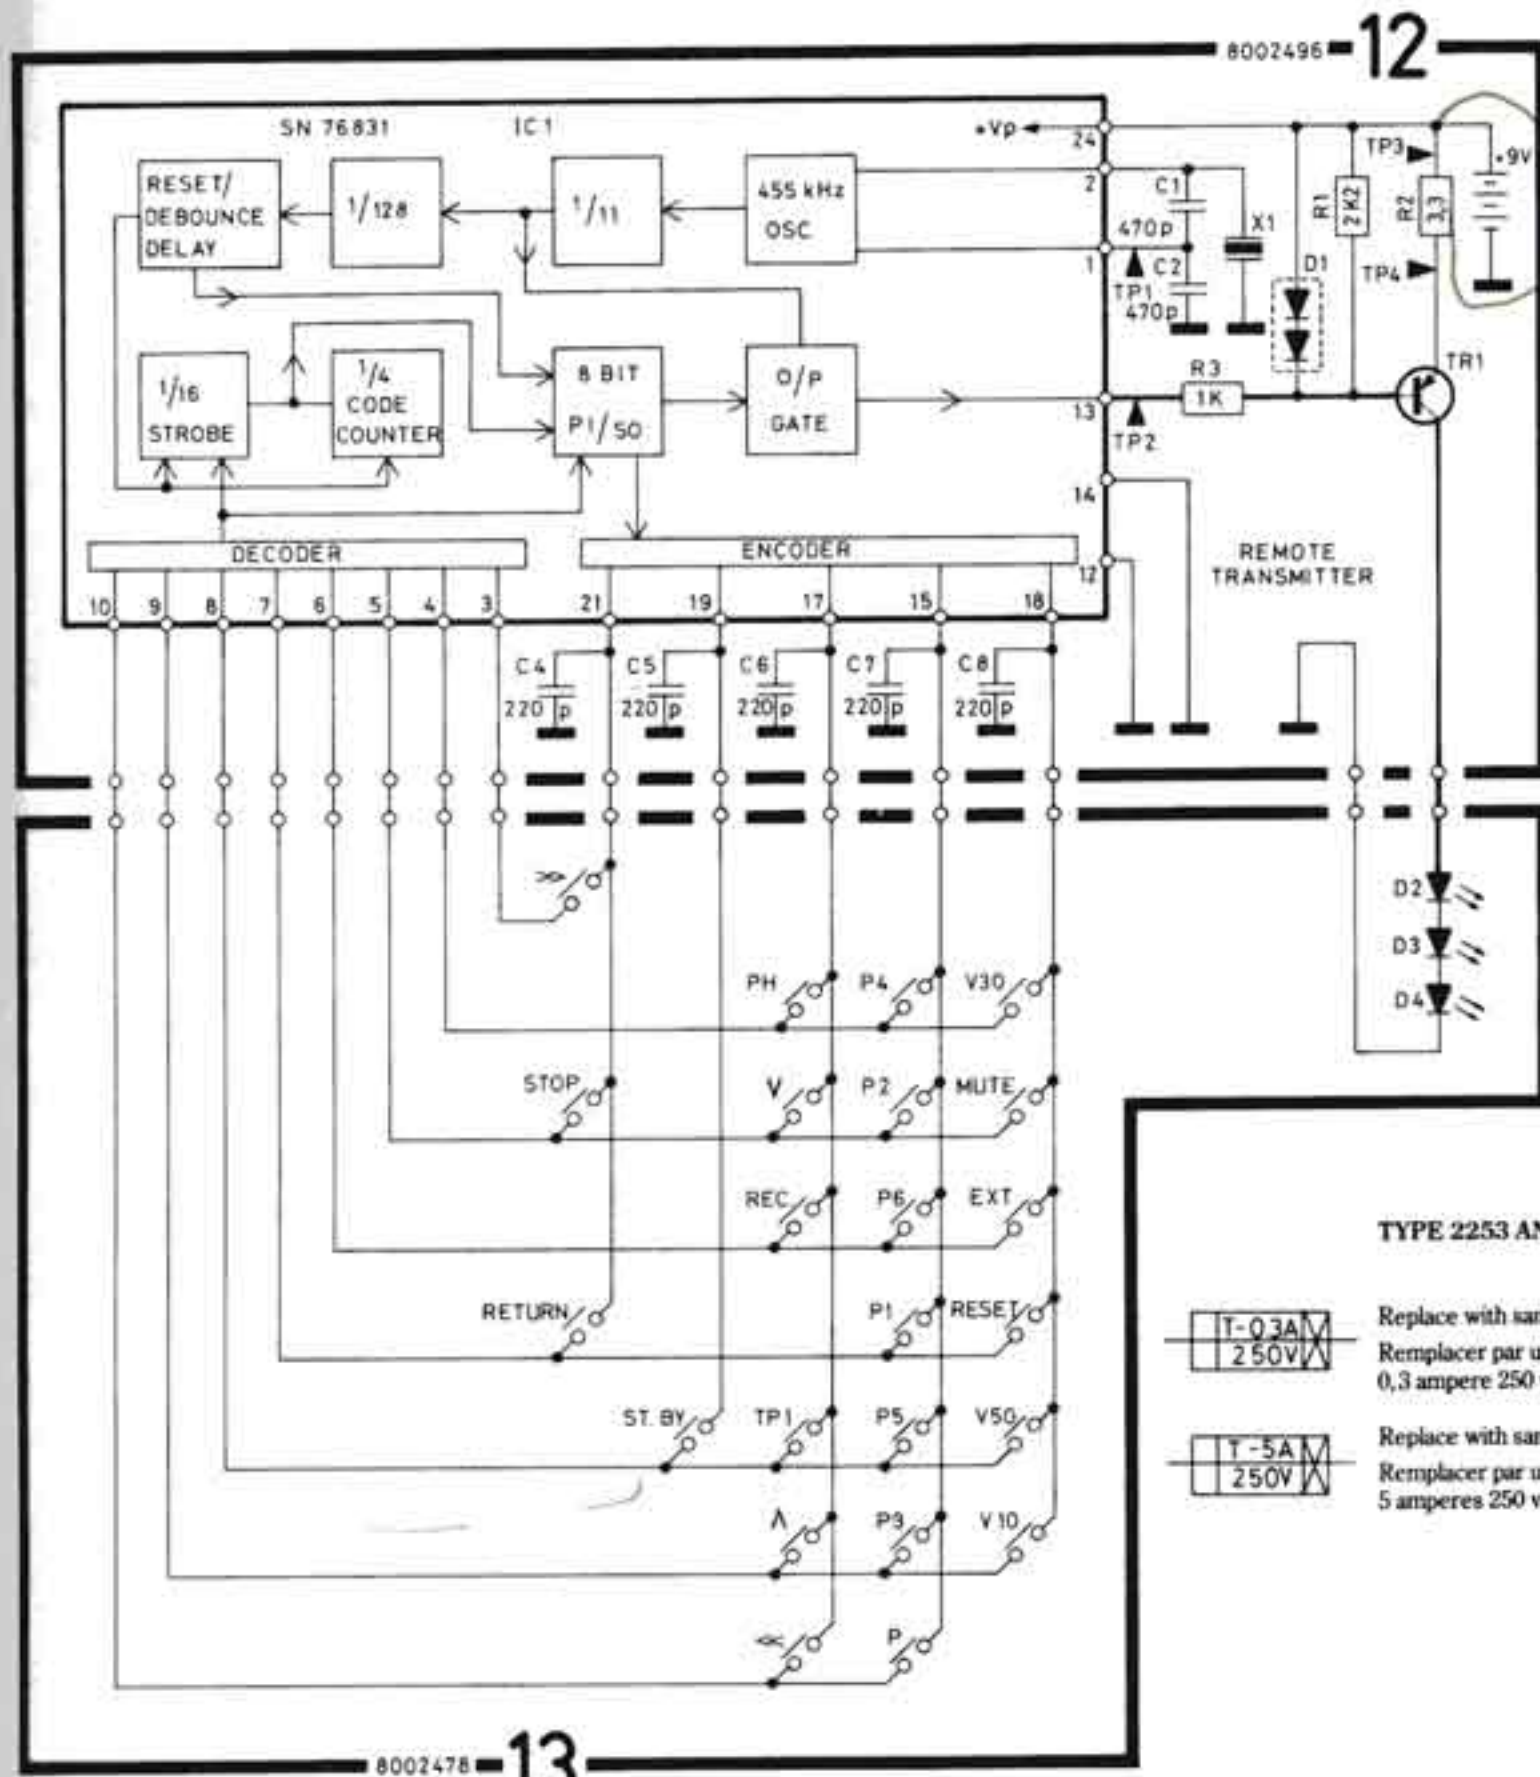 8002496
12
SN 76831
IC1
+Vp
24
RESET/
DEBOUNCE
DELAY
1/128
1/11
455 kHz
OSC
2
1
C1
470p
C2
470p
TP1
X1
D1
R1
2K2
TP3
R2
3,3
TP4
+9V
1/16
STROBE
1/4
CODE
COUNTER
8 BIT
PI/SO
O/P
GATE
13
TP2
R3
1K
TR1
14
DECODER
ENCODER
12
REMOTE
TRANSMITTER
10
9
8
7
6
5
4
3
21
19
17
15
18
C4
220p
C5
220p
C6
220p
C7
220p
C8
220p
>>
D2
D3
D4
PH
P4
V30
STOP
V
P2
MUTE
REC
P6
EXT
RETURN
P1
RESET
ST. BY
TP1
P5
V50
Λ
P3
V10
<<
P
TYPE 2253 AN
T-0.3A
250V
Replace with sar
Remplacer par u
0,3 ampere 250
T-5A
250V
Replace with sar
Remplacer par u
5 amperes 250 v
8002478
13